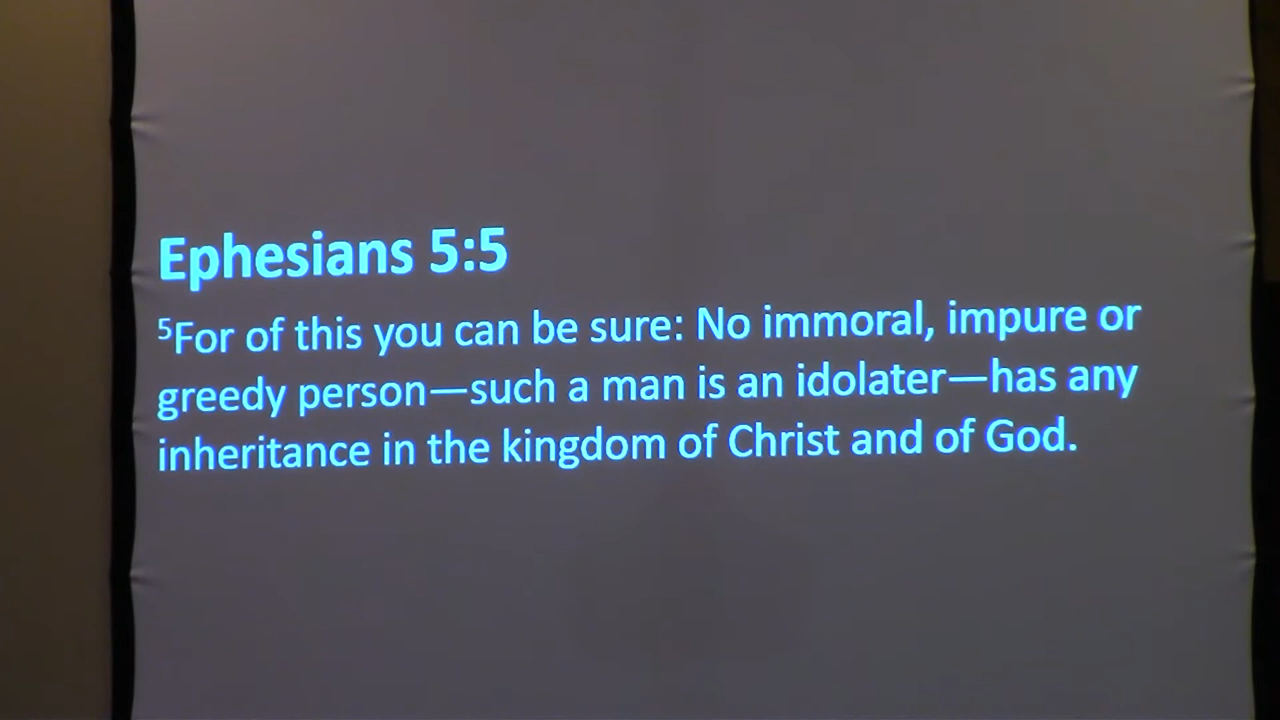 Ephesians 5:5
⁵For of this you can be sure: No immoral, impure or
greedy person—such a man is an idolater—has any
inheritance in the kingdom of Christ and of God.